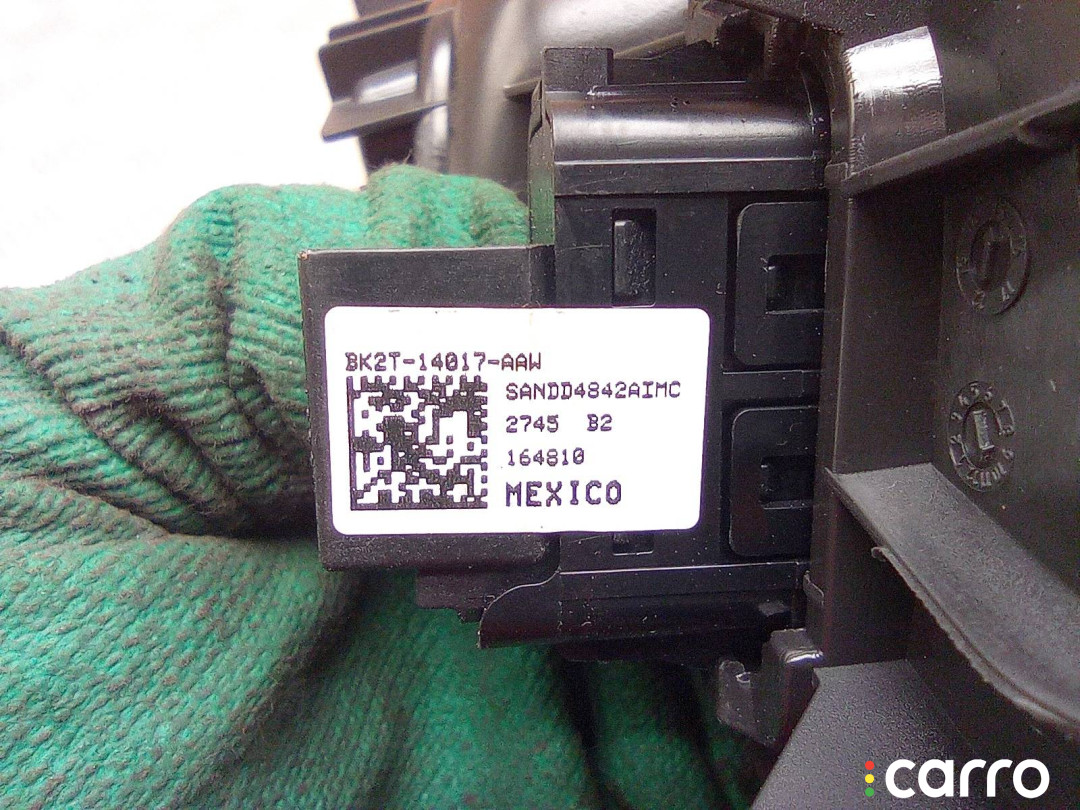 BK2T-14017-AAW
SANDD4842AIMC
2745 B2
164810
MEXICO
carro